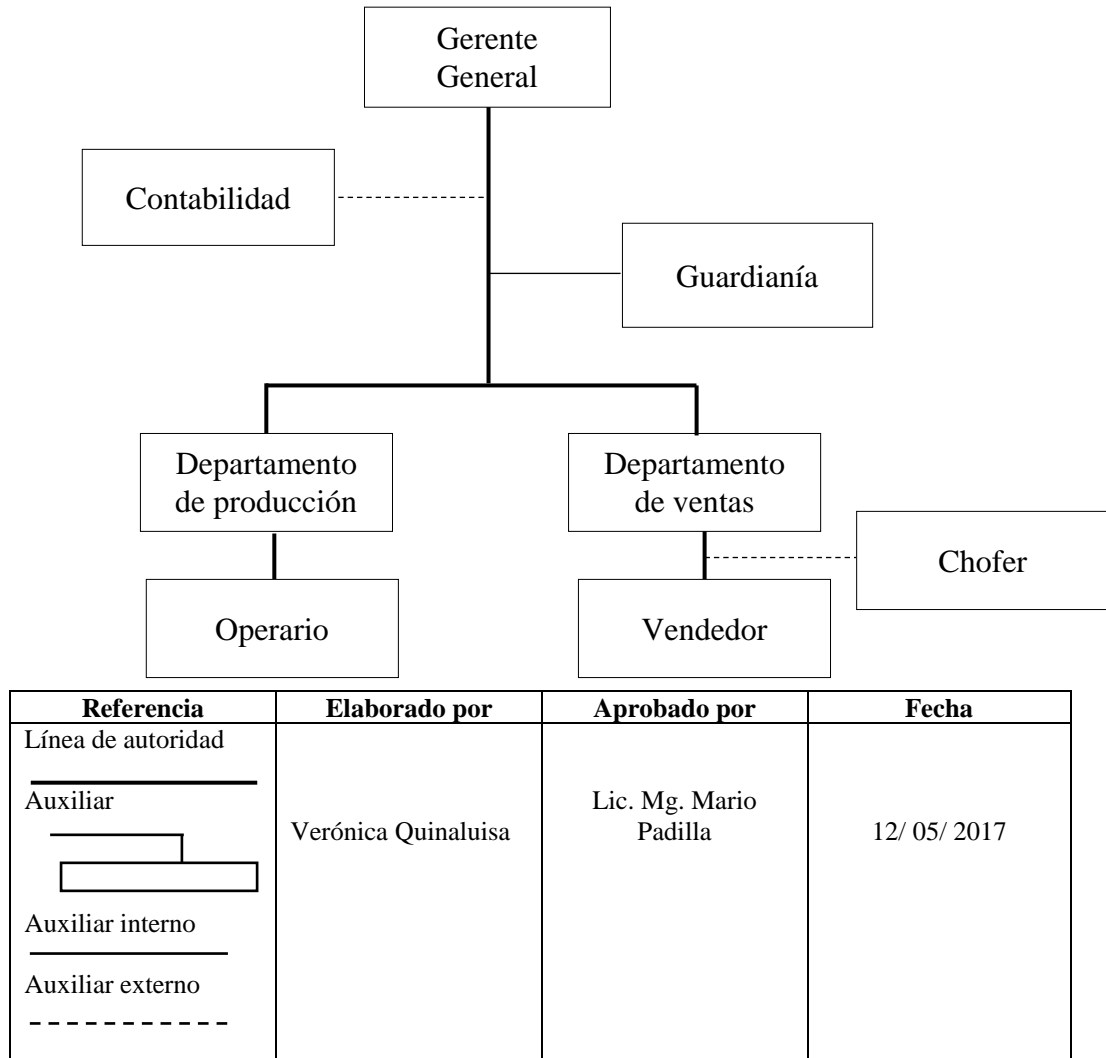 Gerente
General
Contabilidad
Guardianía
Departamento
de producción
Departamento
de ventas
Chofer
Operario
Vendedor
Referencia
Elaborado por
Aprobado por
Fecha
Línea de autoridad
Auxiliar
Auxiliar interno
Auxiliar externo
Verónica Quinaluisa
Lic. Mg. Mario
Padilla
12/ 05/ 2017